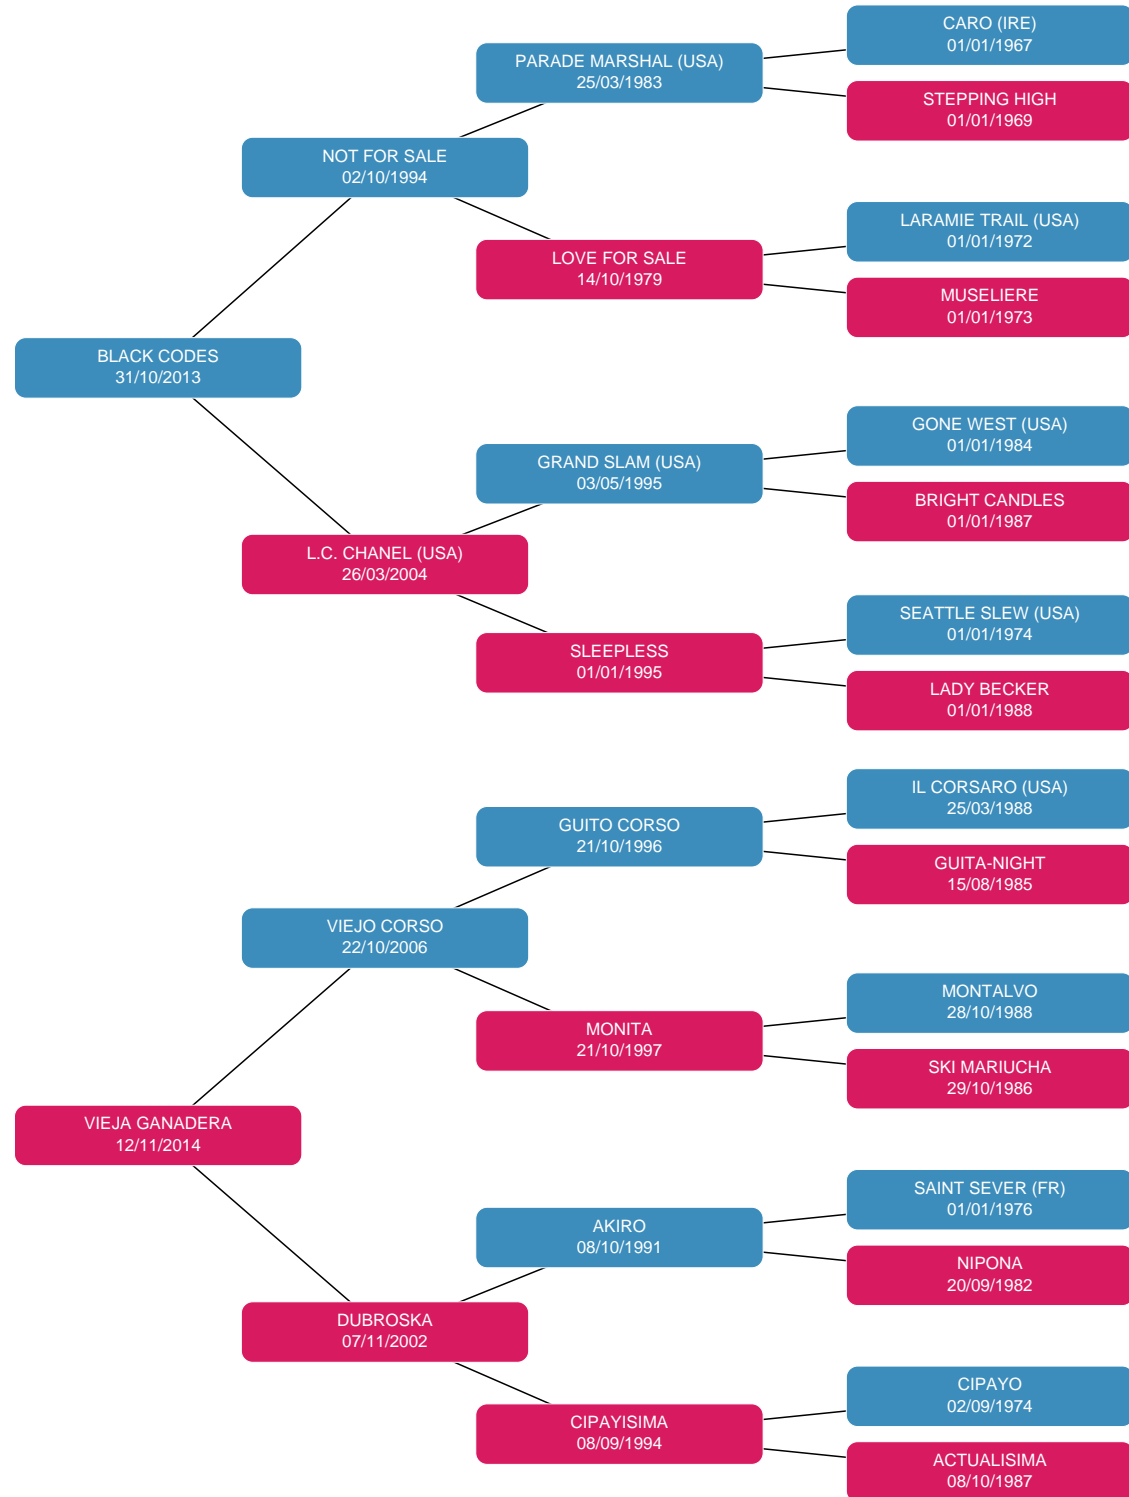 CARO (IRE)
01/01/1967
PARADE MARSHAL (USA)
25/03/1983
STEPPING HIGH
01/01/1969
NOT FOR SALE
02/10/1994
LARAMIE TRAIL (USA)
01/01/1972
LOVE FOR SALE
14/10/1979
MUSELIERE
01/01/1973
BLACK CODES
31/10/2013
GONE WEST (USA)
01/01/1984
GRAND SLAM (USA)
03/05/1995
BRIGHT CANDLES
01/01/1987
L.C. CHANEL (USA)
26/03/2004
SEATTLE SLEW (USA)
01/01/1974
SLEEPLESS
01/01/1995
LADY BECKER
01/01/1988
IL CORSARO (USA)
25/03/1988
GUITO CORSO
21/10/1996
GUITA-NIGHT
15/08/1985
VIEJO CORSO
22/10/2006
MONTALVO
28/10/1988
MONITA
21/10/1997
SKI MARIUCHA
29/10/1986
VIEJA GANADERA
12/11/2014
SAINT SEVER (FR)
01/01/1976
AKIRO
08/10/1991
NIPONA
20/09/1982
DUBROSKA
07/11/2002
CIPAYO
02/09/1974
CIPAYISIMA
08/09/1994
ACTUALISIMA
08/10/1987